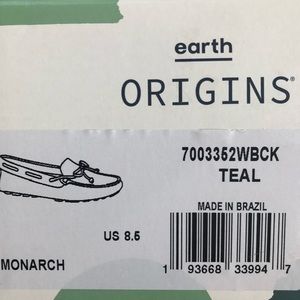 earth
ORIGINS®
7003352WBCK
TEAL
MADE IN BRAZIL
US 8.5
MONARCH
1 93668 33994 7